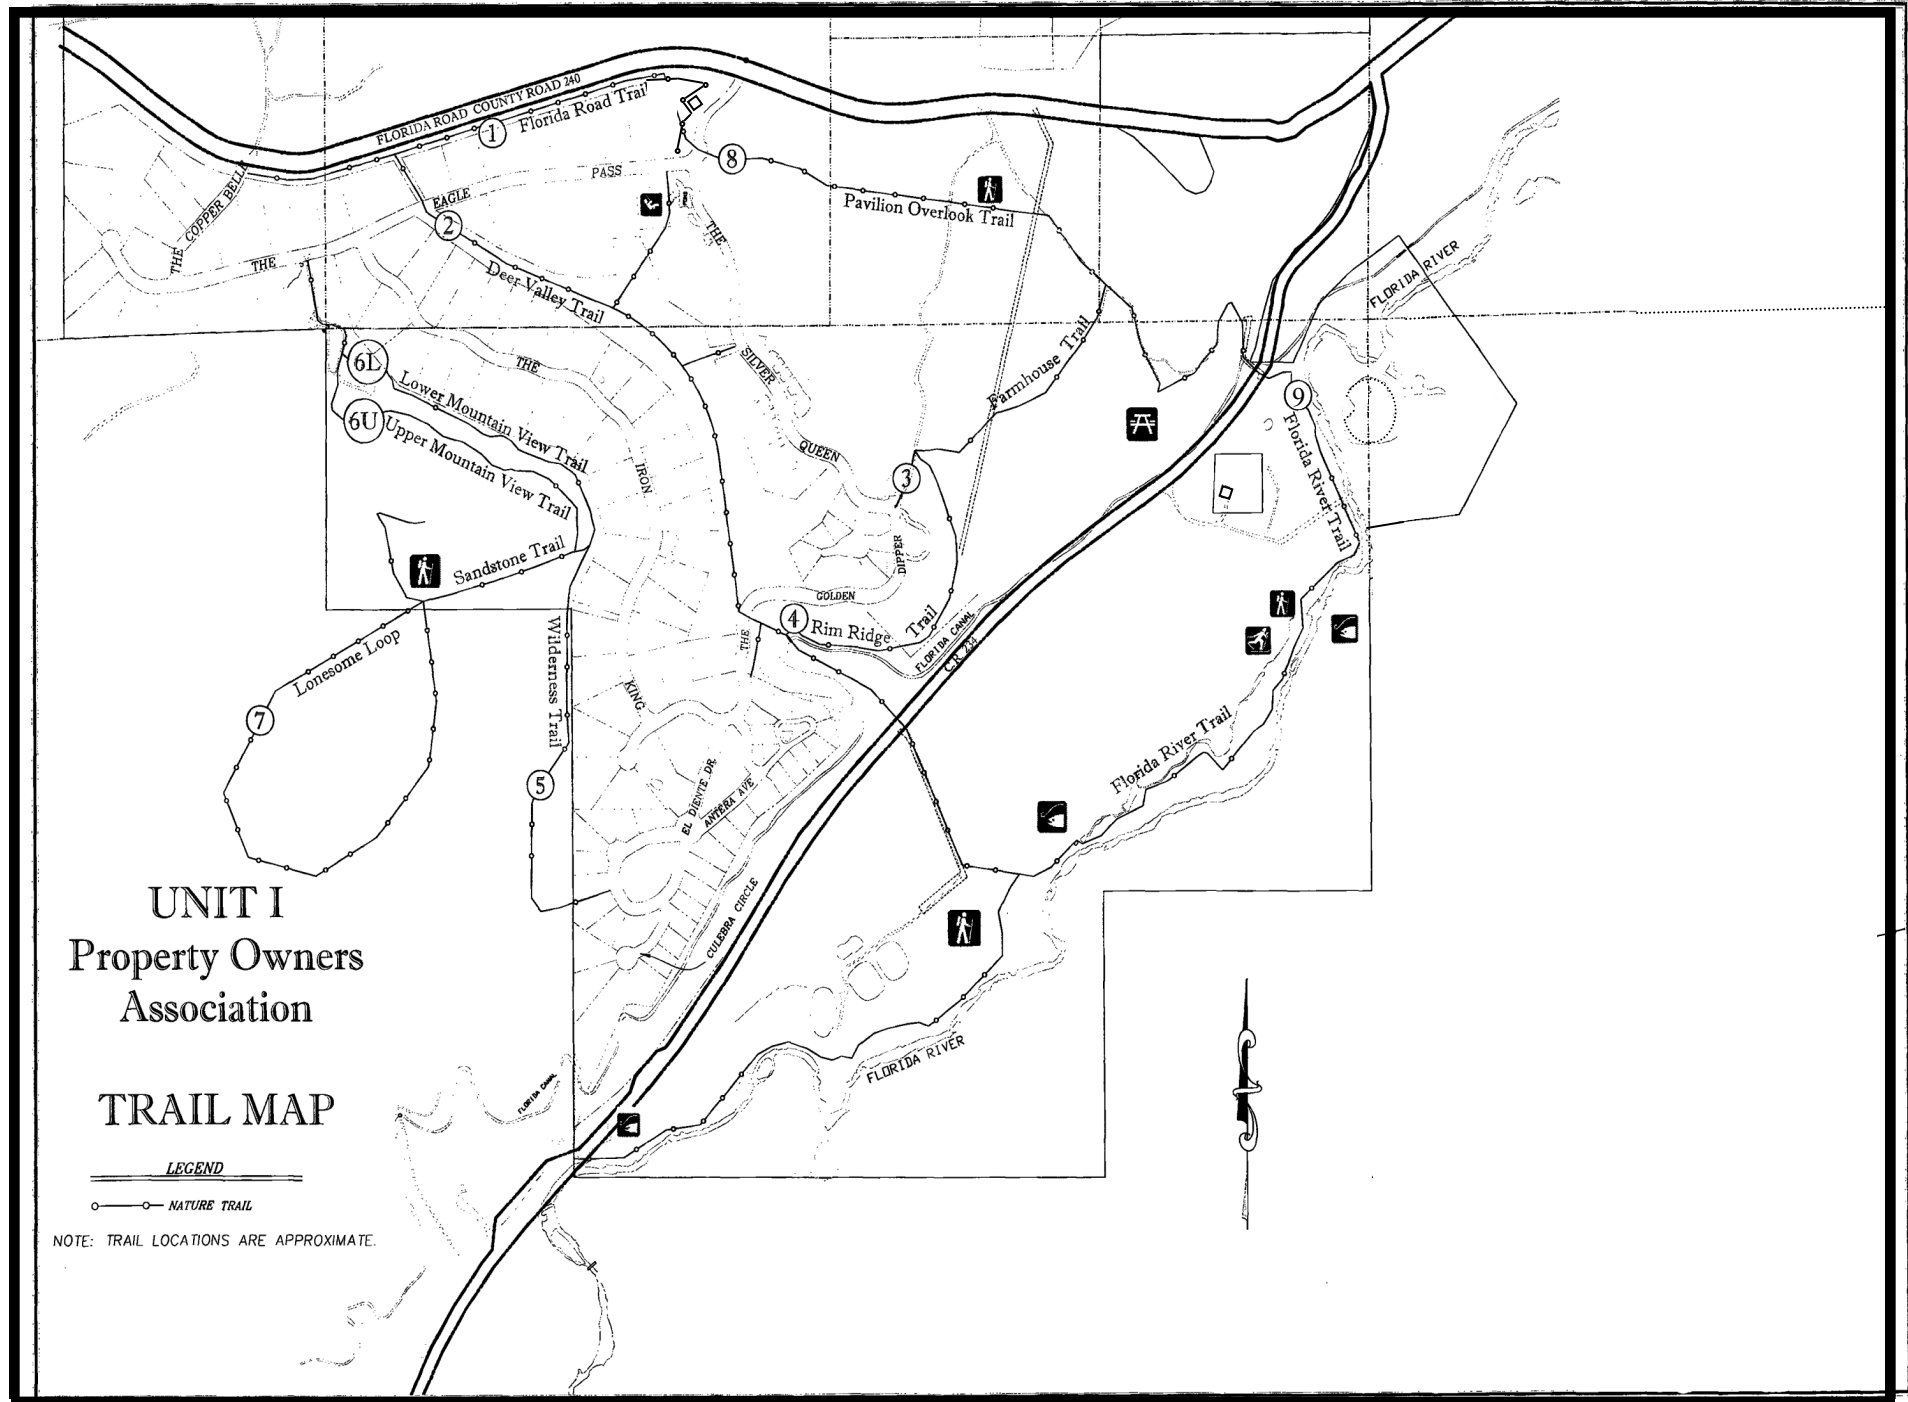 FLORIDA ROAD COUNTY ROAD 240
1
Florida Road Trail
8
THE COPPER BELL
EAGLE
PASS
2
THE
Pavilion Overlook Trail
THE
FLORIDA RIVER
Deer Valley Trail
Farmhouse Trail
6L
Lower Mountain View Trail
THE
SILVER
9
6U
Upper Mountain View Trail
QUEEN
Florida River Trail
IRON
3
Sandstone Trail
DIPPER
GOLDEN
4
Rim Ridge Trail
THE
FLORIDA CANAL
C.R. 234
Lonesome Loop
Wilderness Trail
KING
7
Florida River Trail
5
EL DIENTE DR.
ANTERA AVE
UNIT I
Property Owners
Association
CULEBRA CIRCLE
FLORIDA RIVER
FLORIDA CANAL
TRAIL MAP
LEGEND
NATURE TRAIL
NOTE: TRAIL LOCATIONS ARE APPROXIMATE.